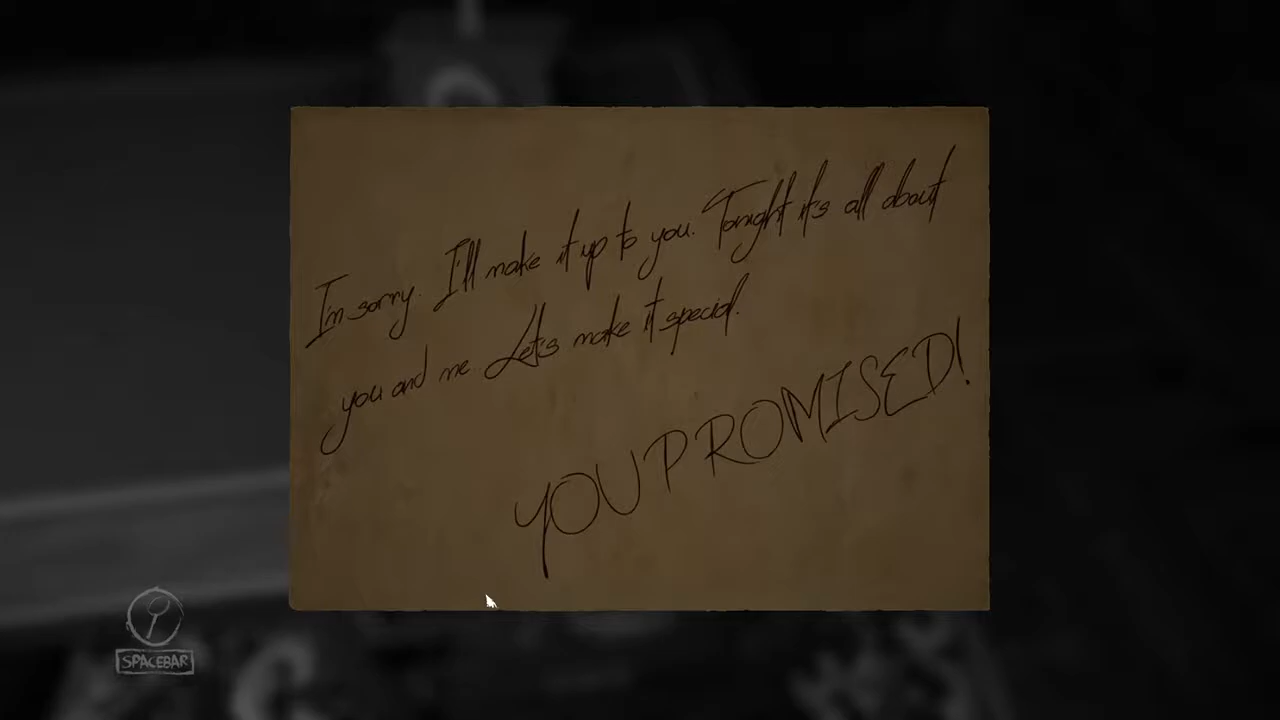 I'm sorry. I'll make it up to you. Tonight it's all about
you and me. Let's make it special.
YOU PROMISED!
SPACEBAR